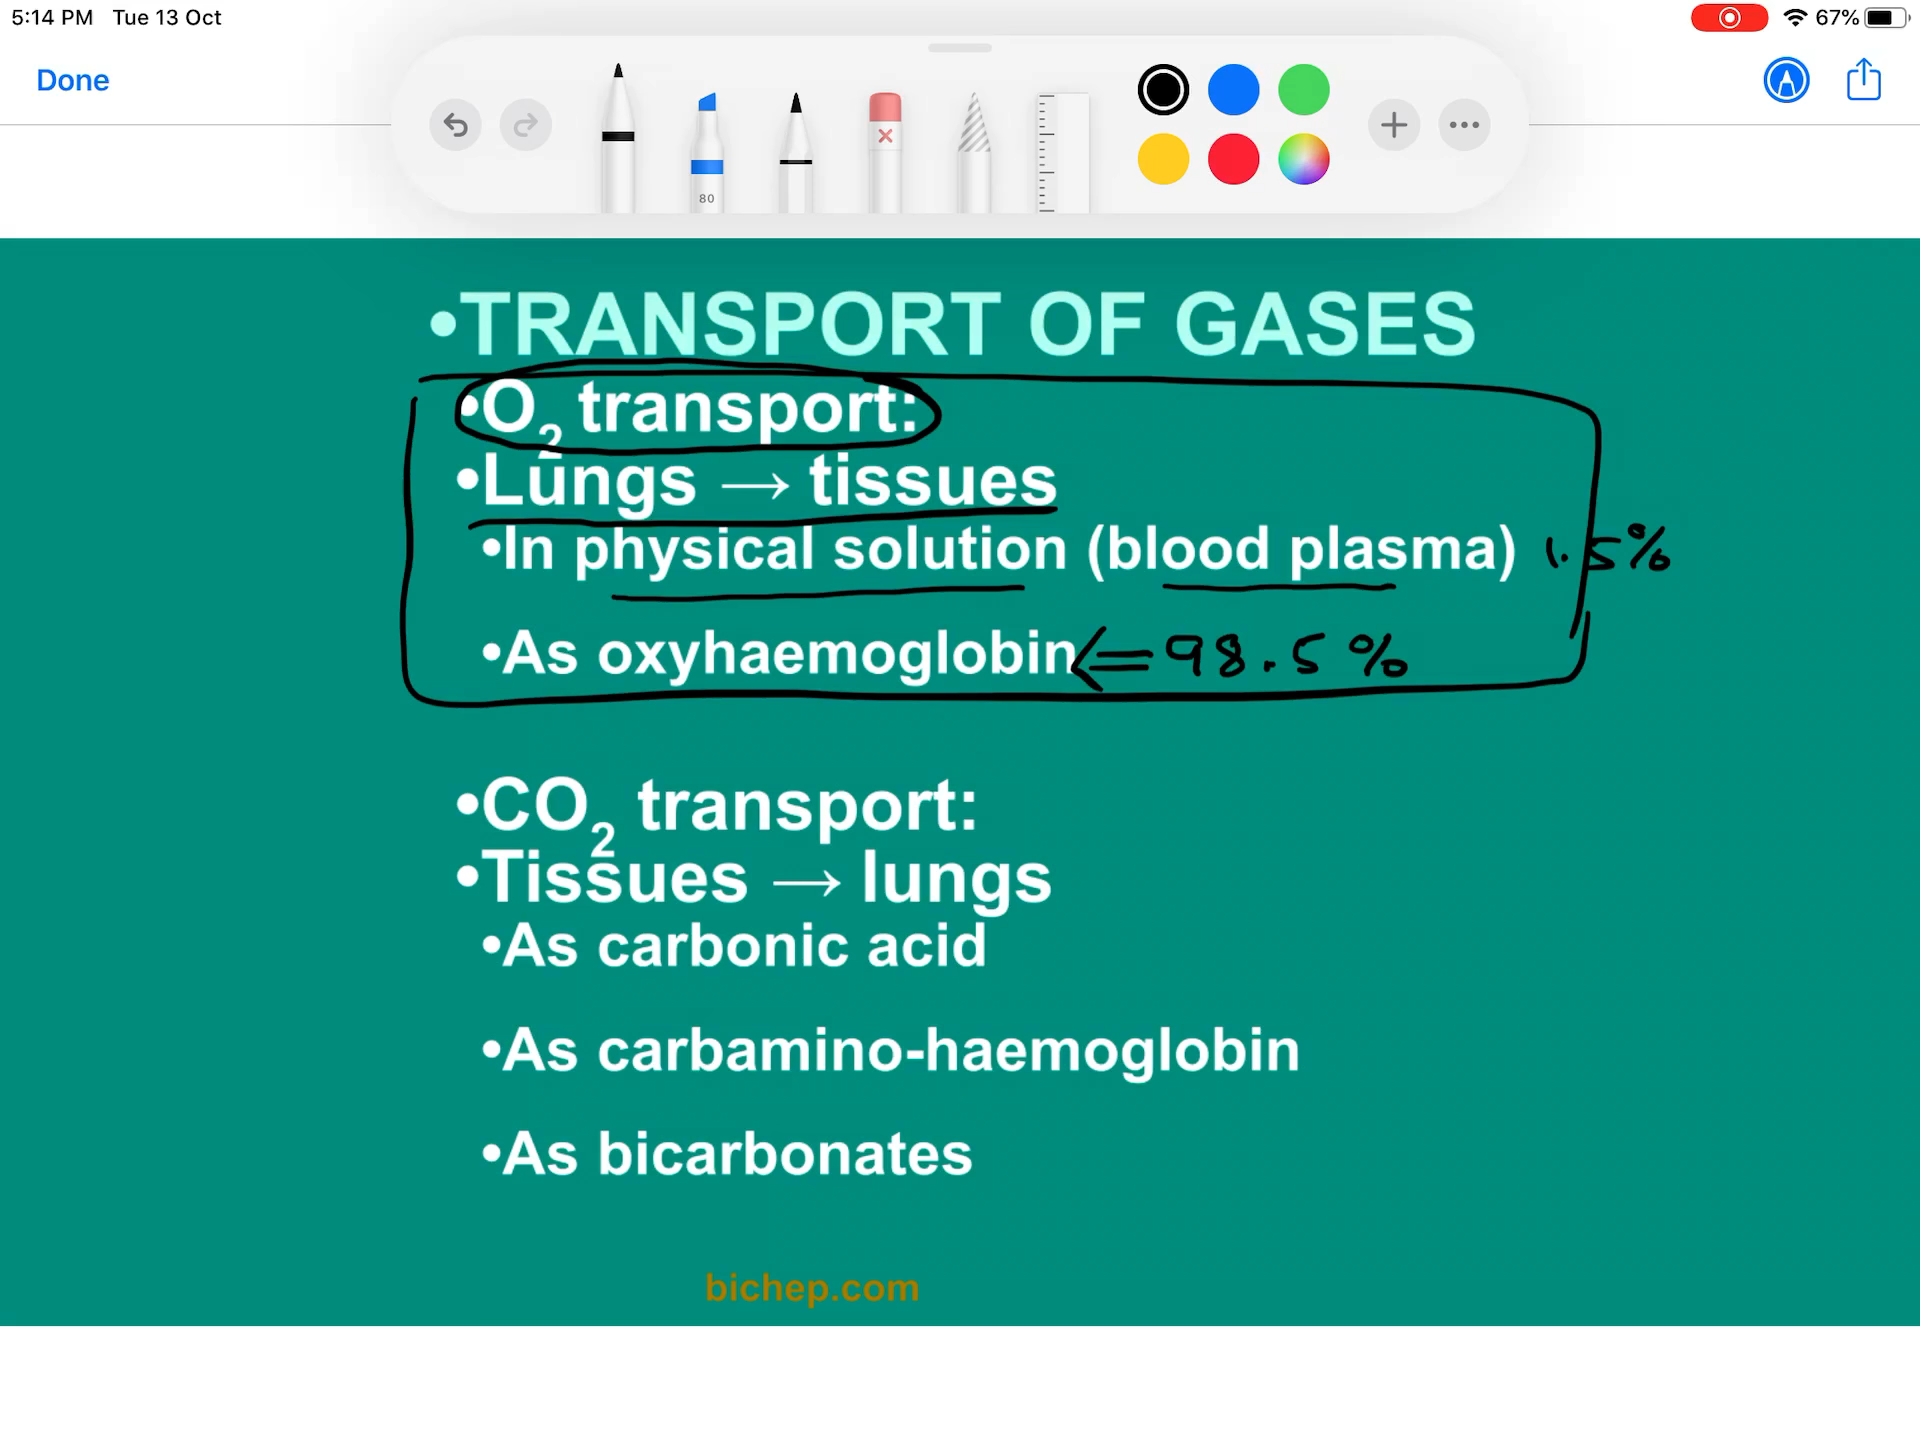 5:14 PM Tue 13 Oct
67%
Done
80
•TRANSPORT OF GASES
•O₂ transport:
•Lungs → tissues
•In physical solution (blood plasma) 1.5%
•As oxyhaemoglobin ⇐ 98.5%
•CO₂ transport:
•Tissues → lungs
•As carbonic acid
•As carbamino-haemoglobin
•As bicarbonates
bichep.com